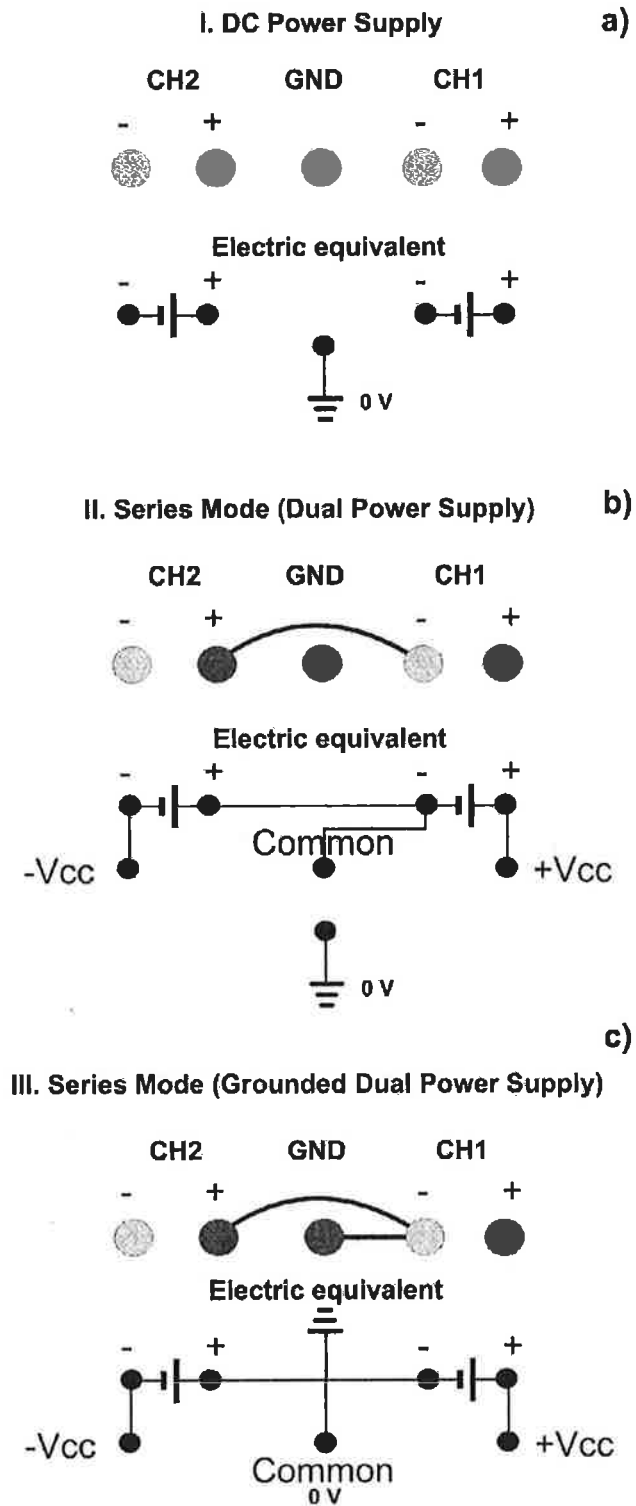 I. DC Power Supply a)
CH2 GND CH1
- + - +
Electric equivalent
- + - +
0 V
II. Series Mode (Dual Power Supply) b)
CH2 GND CH1
- + - +
Electric equivalent
- + - +
Common
-Vcc +Vcc
0 V
c)
III. Series Mode (Grounded Dual Power Supply)
CH2 GND CH1
- + - +
Electric equivalent
- + - +
-Vcc +Vcc
Common
0 V